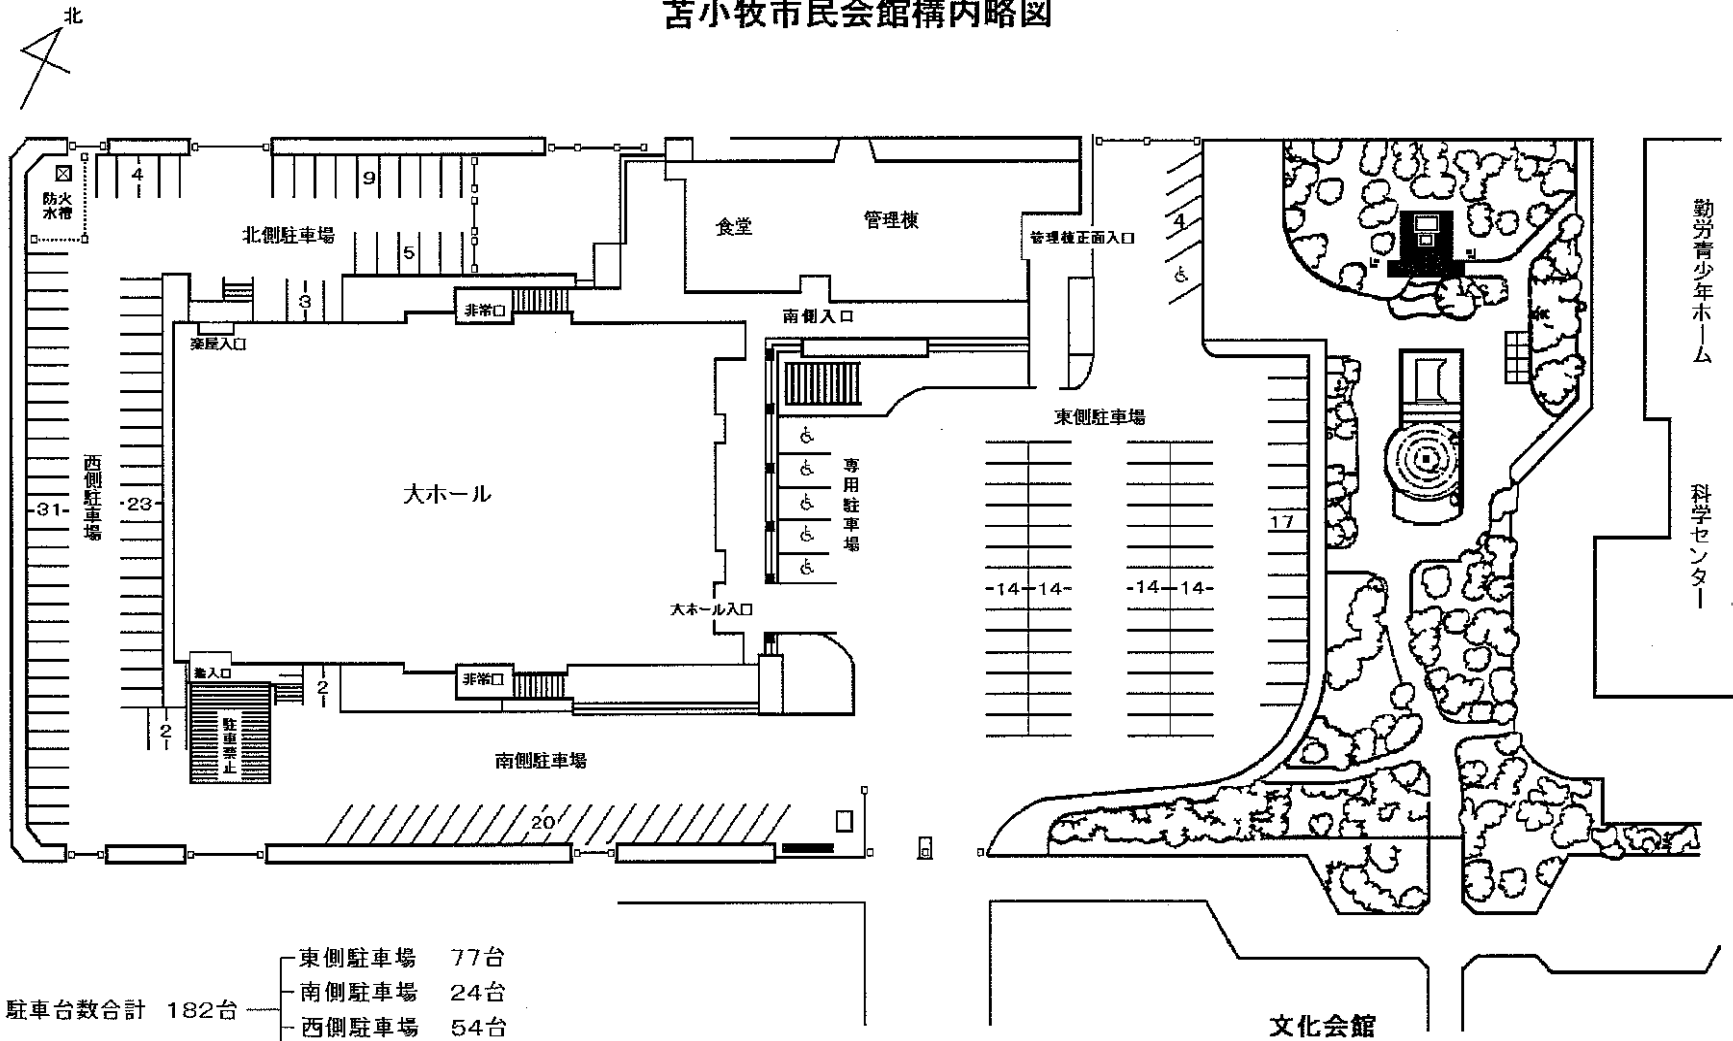 苫小牧市民会館構内略図
北
防火
水槽
4
9
北側駐車場
5
3
食堂
管理棟
管理棟正面入口
4
非常口
南側入口
楽屋入口
勤労青少年ホーム
東側駐車場
西側駐車場
31
23
大ホール
専用駐車場
17
科学センター
14
14
14
14
大ホール入口
搬入口
2
非常口
2
駐車禁止
南側駐車場
20
駐車台数合計 182台
東側駐車場 77台
南側駐車場 24台
西側駐車場 54台
文化会館